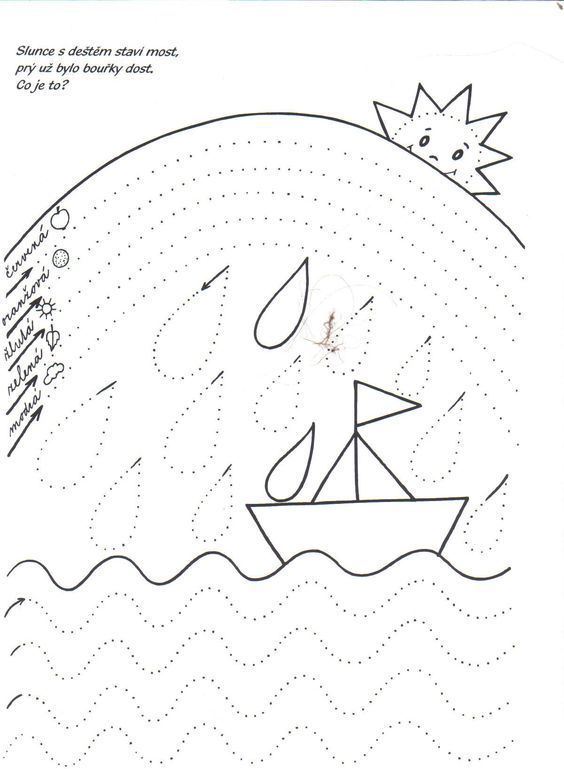 Slunce s deštěm staví most,
prý už bylo bouřky dost.
Co je to?
červená
oranžová
žlutá
zelená
modrá